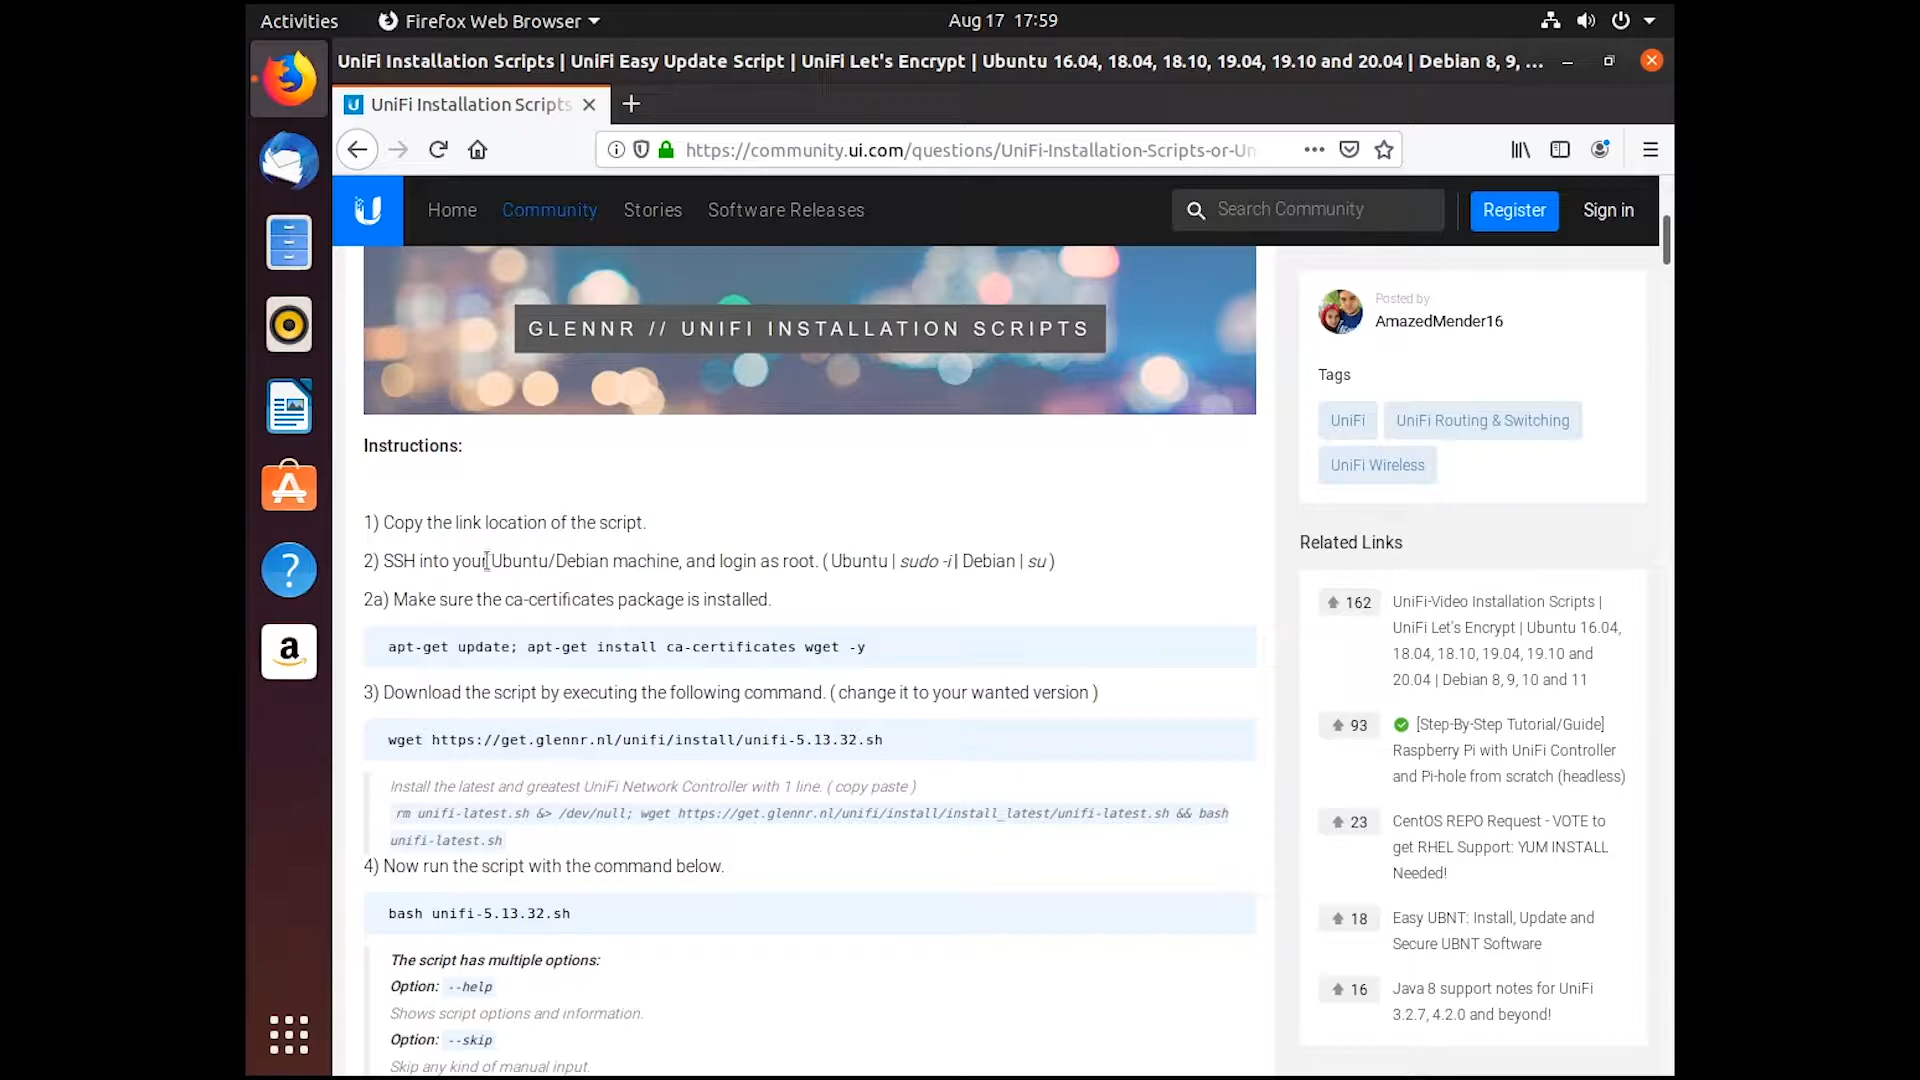 Activities
Firefox Web Browser
Aug 17 17:59
UniFi Installation Scripts | UniFi Easy Update Script | UniFi Let's Encrypt | Ubuntu 16.04, 18.04, 18.10, 19.04, 19.10 and 20.04 | Debian 8, 9, ...
UniFi Installation Scripts
https://community.ui.com/questions/UniFi-Installation-Scripts-or-Un
Home
Community
Stories
Software Releases
Search Community
Register
Sign in
GLENNR // UNIFI INSTALLATION SCRIPTS
Instructions:
1) Copy the link location of the script.
2) SSH into your Ubuntu/Debian machine, and login as root. ( Ubuntu | sudo -i | Debian | su )
2a) Make sure the ca-certificates package is installed.
apt-get update; apt-get install ca-certificates wget -y
3) Download the script by executing the following command. ( change it to your wanted version )
wget https://get.glennr.nl/unifi/install/unifi-5.13.32.sh
Install the latest and greatest UniFi Network Controller with 1 line. ( copy paste )
rm unifi-latest.sh &> /dev/null; wget https://get.glennr.nl/unifi/install/install_latest/unifi-latest.sh && bash
unifi-latest.sh
4) Now run the script with the command below.
bash unifi-5.13.32.sh
The script has multiple options:
Option: --help
Shows script options and information.
Option: --skip
Skip any kind of manual input.
Posted by
AmazedMender16
Tags
UniFi
UniFi Routing & Switching
UniFi Wireless
Related Links
162
UniFi-Video Installation Scripts |
UniFi Let's Encrypt | Ubuntu 16.04,
18.04, 18.10, 19.04, 19.10 and
20.04 | Debian 8, 9, 10 and 11
93
[Step-By-Step Tutorial/Guide]
Raspberry Pi with UniFi Controller
and Pi-hole from scratch (headless)
23
CentOS REPO Request - VOTE to
get RHEL Support: YUM INSTALL
Needed!
18
Easy UBNT: Install, Update and
Secure UBNT Software
16
Java 8 support notes for UniFi
3.2.7, 4.2.0 and beyond!